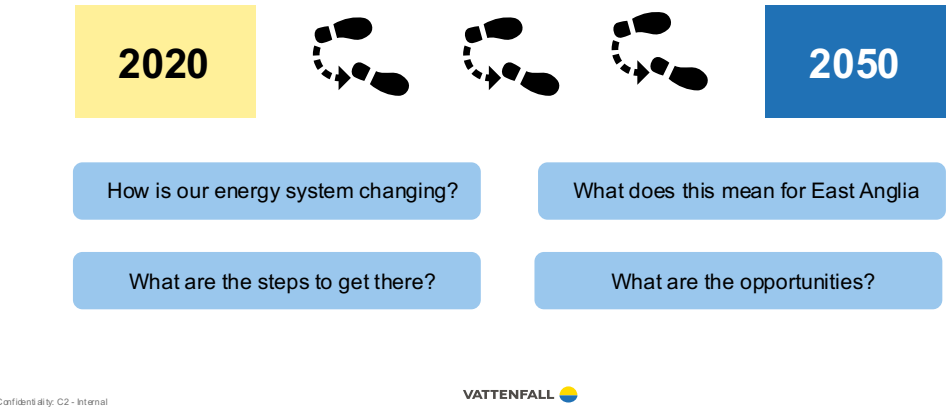 2020
2050
How is our energy system changing?
What does this mean for East Anglia
What are the steps to get there?
What are the opportunities?
Confidentiality: C2 - Internal
VATTENFALL